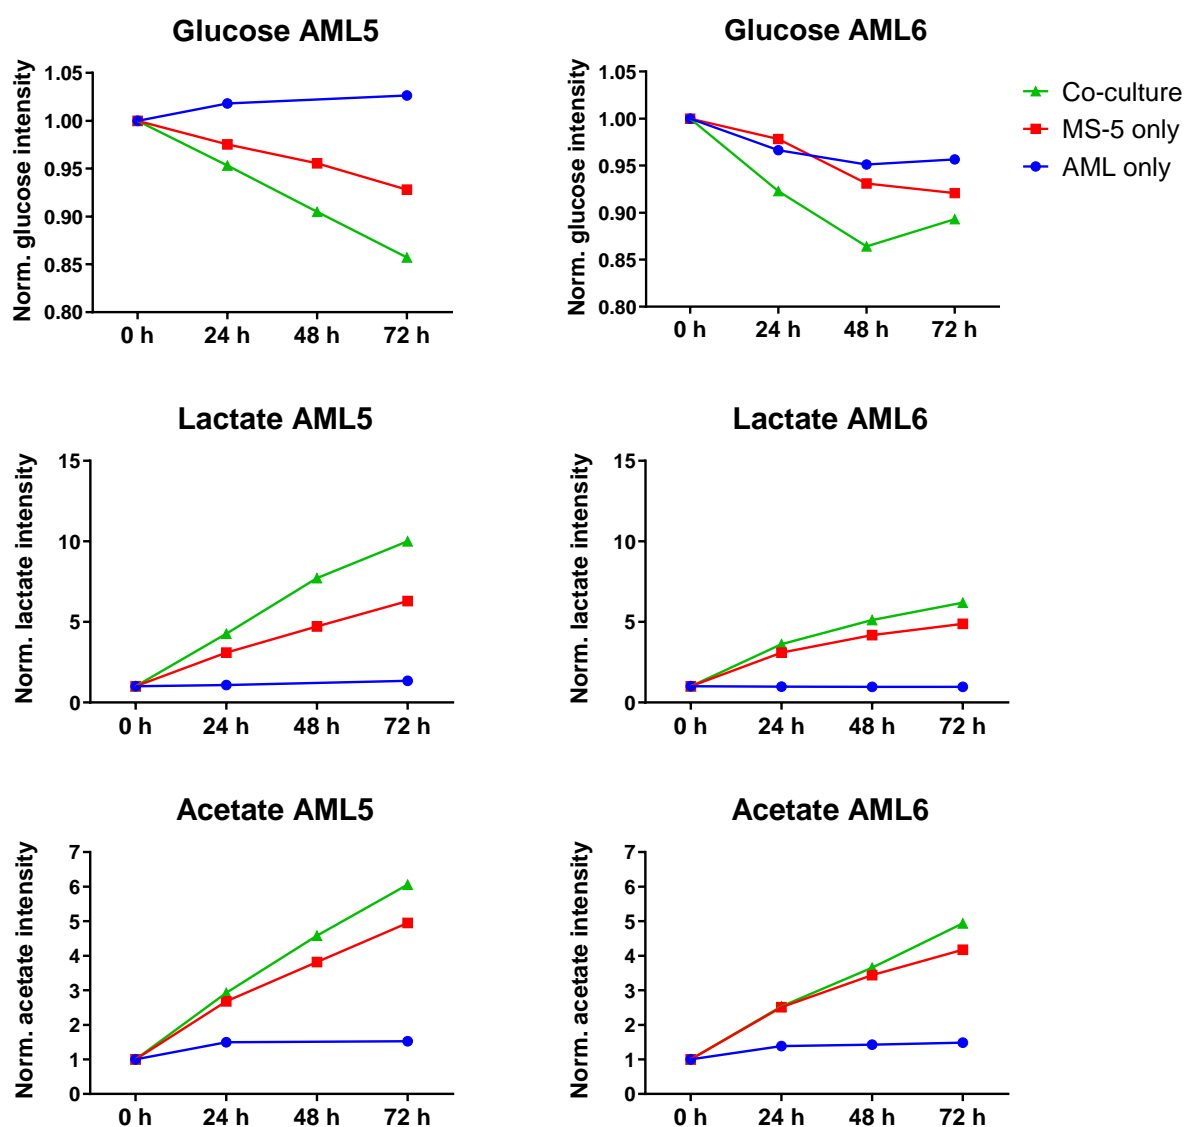 Glucose AML5
Norm. glucose intensity
1.05
1.00
0.95
0.90
0.85
0.80
0 h 24 h 48 h 72 h
Glucose AML6
Norm. glucose intensity
1.05
1.00
0.95
0.90
0.85
0.80
0 h 24 h 48 h 72 h
Co-culture
MS-5 only
AML only
Lactate AML5
Norm. lactate intensity
15
10
5
0
0 h 24 h 48 h 72 h
Lactate AML6
Norm. lactate intensity
15
10
5
0
0 h 24 h 48 h 72 h
Acetate AML5
Norm. acetate intensity
7
6
5
4
3
2
1
0
0 h 24 h 48 h 72 h
Acetate AML6
Norm. acetate intensity
7
6
5
4
3
2
1
0
0 h 24 h 48 h 72 h